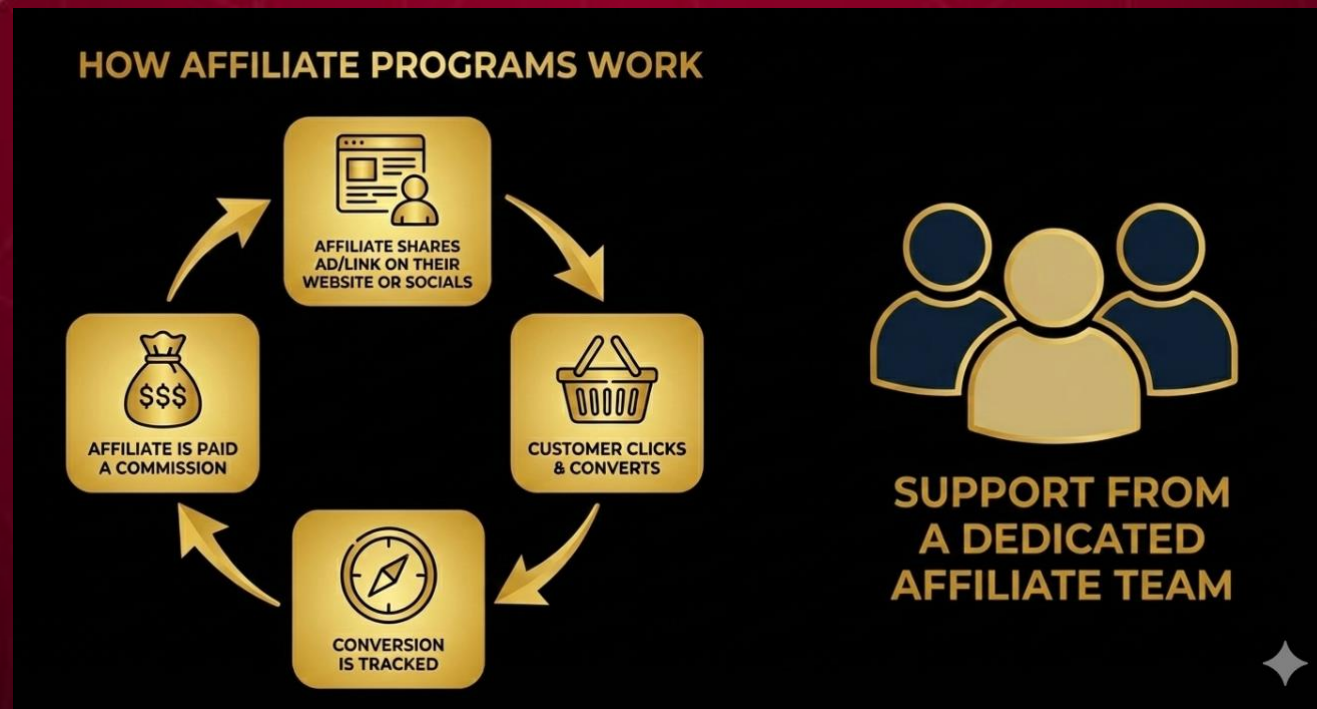 HOW AFFILIATE PROGRAMS WORK
AFFILIATE SHARES
AD/LINK ON THEIR
WEBSITE OR SOCIALS
CUSTOMER CLICKS
& CONVERTS
CONVERSION
IS TRACKED
$$$
AFFILIATE IS PAID
A COMMISSION
SUPPORT FROM
A DEDICATED
AFFILIATE TEAM